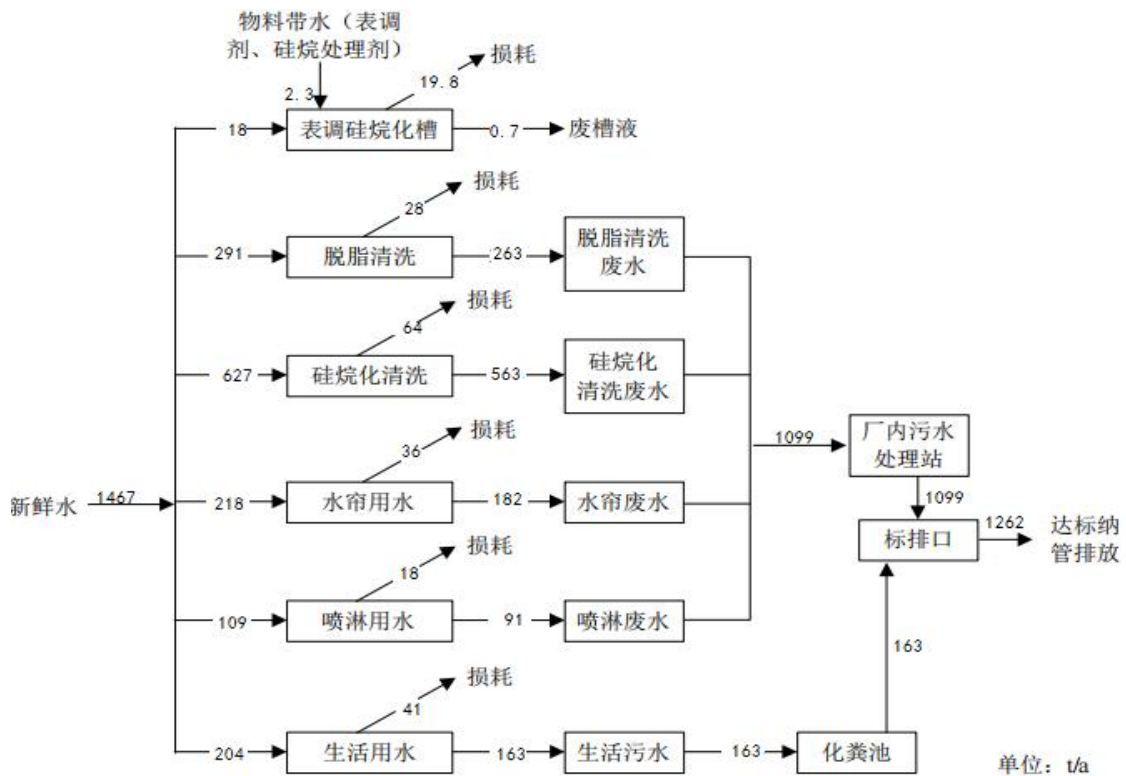 物料带水（表调
剂、硅烷处理剂）
2.3
19.8
损耗
18
表调硅烷化槽
0.7
废槽液
损耗
28
291
脱脂清洗
263
脱脂清洗
废水
损耗
64
627
硅烷化清洗
563
硅烷化
清洗废水
损耗
36
新鲜水
1467
218
水帘用水
182
水帘废水
1099
厂内污水
处理站
1099
标排口
1262
达标纳
管排放
损耗
18
109
喷淋用水
91
喷淋废水
163
损耗
41
204
生活用水
163
生活污水
163
化粪池
单位：t/a